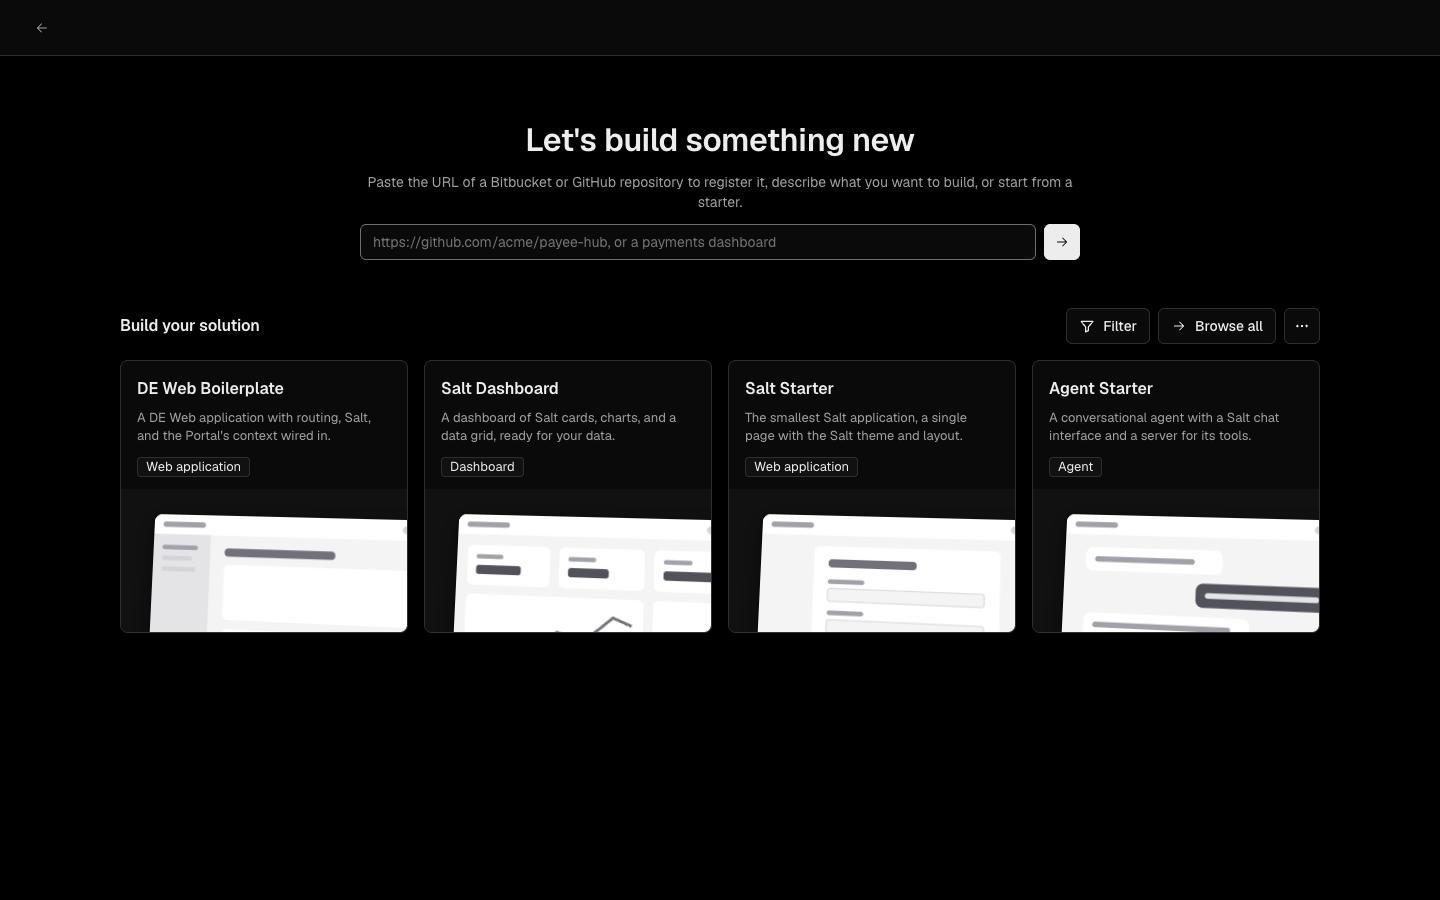 Let's build something new
Paste the URL of a Bitbucket or GitHub repository to register it, describe what you want to build, or start from a
starter.
https://github.com/acme/payee-hub, or a payments dashboard
Build your solution
Filter
Browse all
DE Web Boilerplate
A DE Web application with routing, Salt,
and the Portal's context wired in.
Web application
Salt Dashboard
A dashboard of Salt cards, charts, and a
data grid, ready for your data.
Dashboard
Salt Starter
The smallest Salt application, a single
page with the Salt theme and layout.
Web application
Agent Starter
A conversational agent with a Salt chat
interface and a server for its tools.
Agent